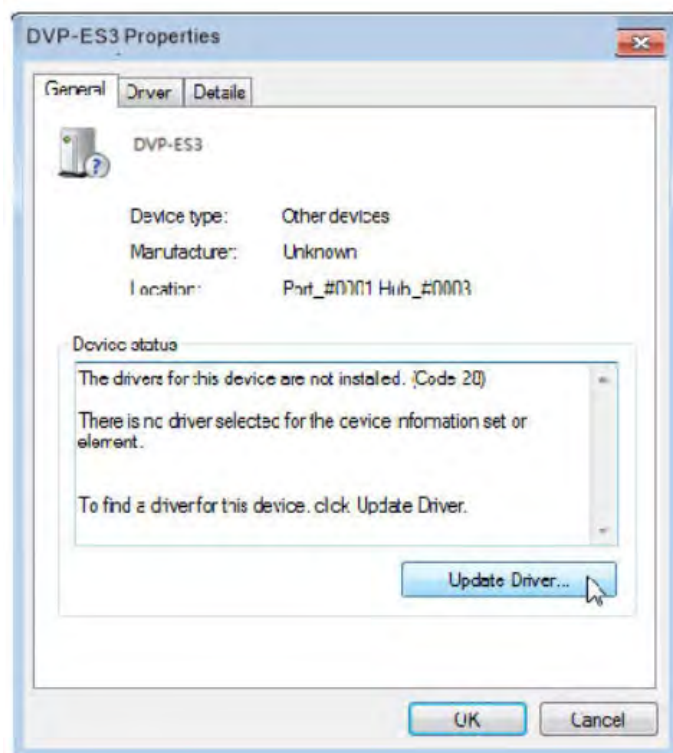 DVP-ES3 Properties
General Driver Details
DVP-ES3
Device type: Other devices
Manufacturer: Unknown
Location: Port_#0001 Hub_#0003
Device status
The drivers for this device are not installed. (Code 28)
There is no driver selected for the device information set or
element.
To find a driver for this device, click Update Driver.
Update Driver...
OK Cancel